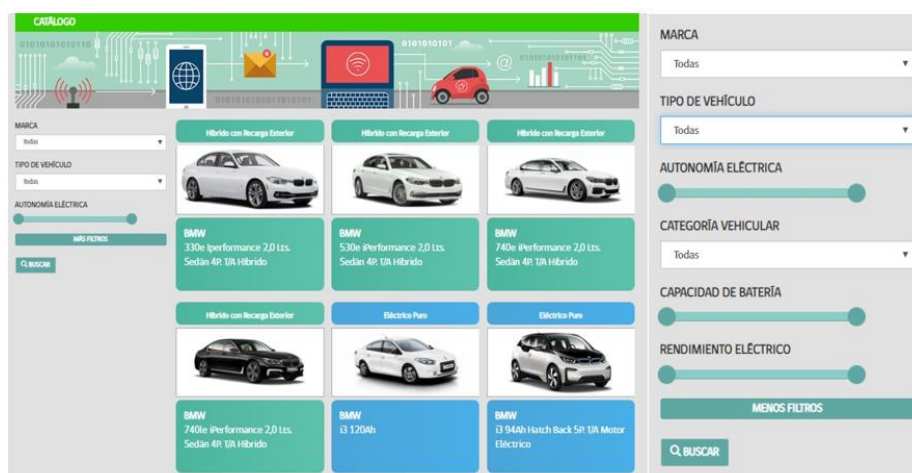 CATÁLOGO
010101010110
0101010101
@
MARCA
Todas
TIPO DE VEHÍCULO
Todas
AUTONOMÍA ELÉCTRICA
MÁS FILTROS
BUSCAR
Híbrido con Recarga Exterior
Híbrido con Recarga Exterior
Híbrido con Recarga Exterior
BMW
330e Iperformance 2,0 Lts.
Sedán 4P. T/A Híbrido
BMW
530e iPerformance 2,0 Lts.
Sedán 4P. T/A Híbrido
BMW
740e iPerformance 2,0 Lts.
Sedán 4P. T/A Híbrido
Híbrido con Recarga Exterior
Eléctrico Puro
Eléctrico Puro
BMW
740Le iPerformance 2,0 Lts.
Sedán 4P. T/A Híbrido
BMW
i3 120Ah
BMW
i3 94Ah Hatch Back 5P. T/A Motor
Eléctrico
MARCA
Todas
TIPO DE VEHÍCULO
Todas
AUTONOMÍA ELÉCTRICA
CATEGORÍA VEHICULAR
Todas
CAPACIDAD DE BATERÍA
RENDIMIENTO ELÉCTRICO
MENOS FILTROS
BUSCAR